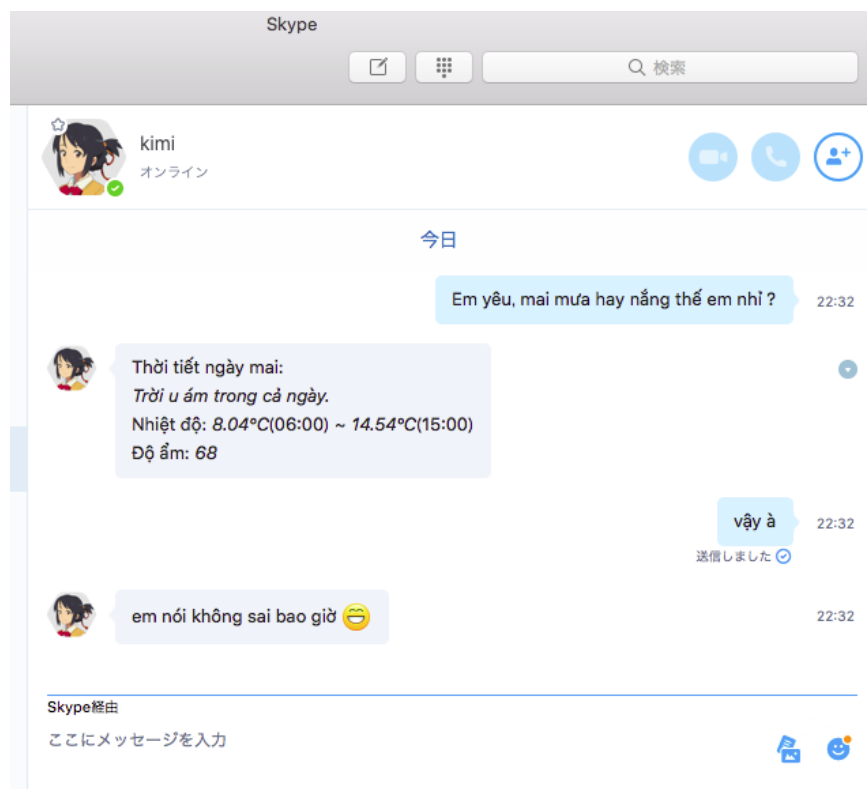 Skype
検索
kimi
オンライン
今日
Em yêu, mai mưa hay nắng thế em nhỉ ?
22:32
Thời tiết ngày mai:
Trời u ám trong cả ngày.
Nhiệt độ: 8.04°C(06:00) ~ 14.54°C(15:00)
Độ ẩm: 68
vậy à
22:32
送信しました
em nói không sai bao giờ
22:32
Skype経由
ここにメッセージを入力